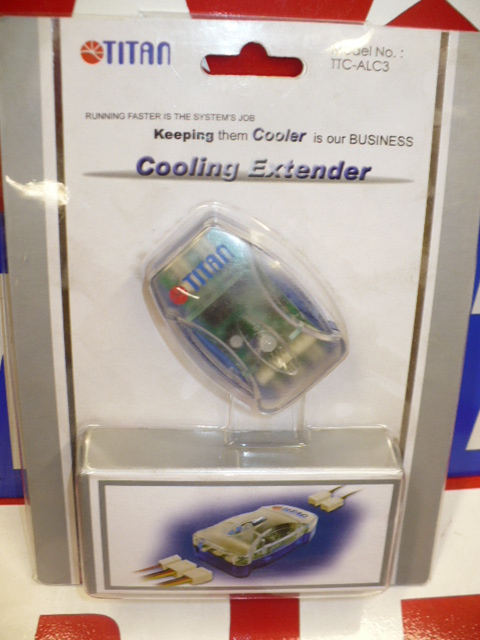 TITAN
Model No. :
TTC-ALC3
RUNNING FASTER IS THE SYSTEM'S JOB
Keeping them Cooler is our BUSINESS
Cooling Extender
TITAN
TITAN